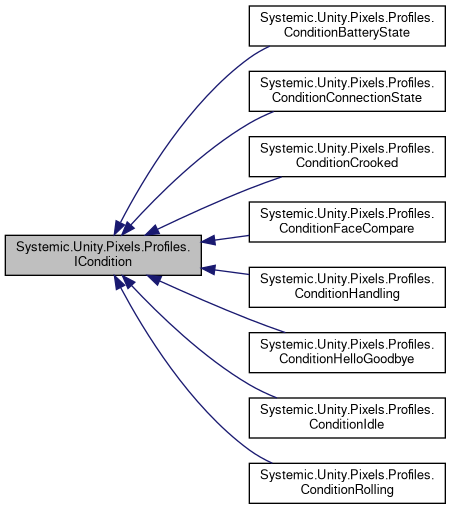 Systemic.Unity.Pixels.Profiles.
ICondition
Systemic.Unity.Pixels.Profiles.
ConditionBatteryState
Systemic.Unity.Pixels.Profiles.
ConditionConnectionState
Systemic.Unity.Pixels.Profiles.
ConditionCrooked
Systemic.Unity.Pixels.Profiles.
ConditionFaceCompare
Systemic.Unity.Pixels.Profiles.
ConditionHandling
Systemic.Unity.Pixels.Profiles.
ConditionHelloGoodbye
Systemic.Unity.Pixels.Profiles.
ConditionIdle
Systemic.Unity.Pixels.Profiles.
ConditionRolling